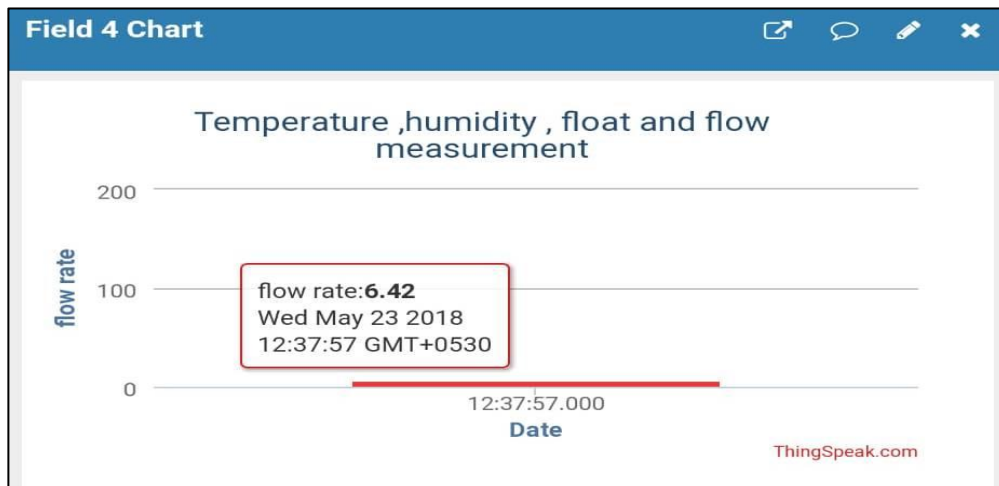 Field 4 Chart
Temperature ,humidity , float and flow
measurement
200
100
0
flow rate
flow rate:6.42
Wed May 23 2018
12:37:57 GMT+0530
12:37:57.000
Date
ThingSpeak.com